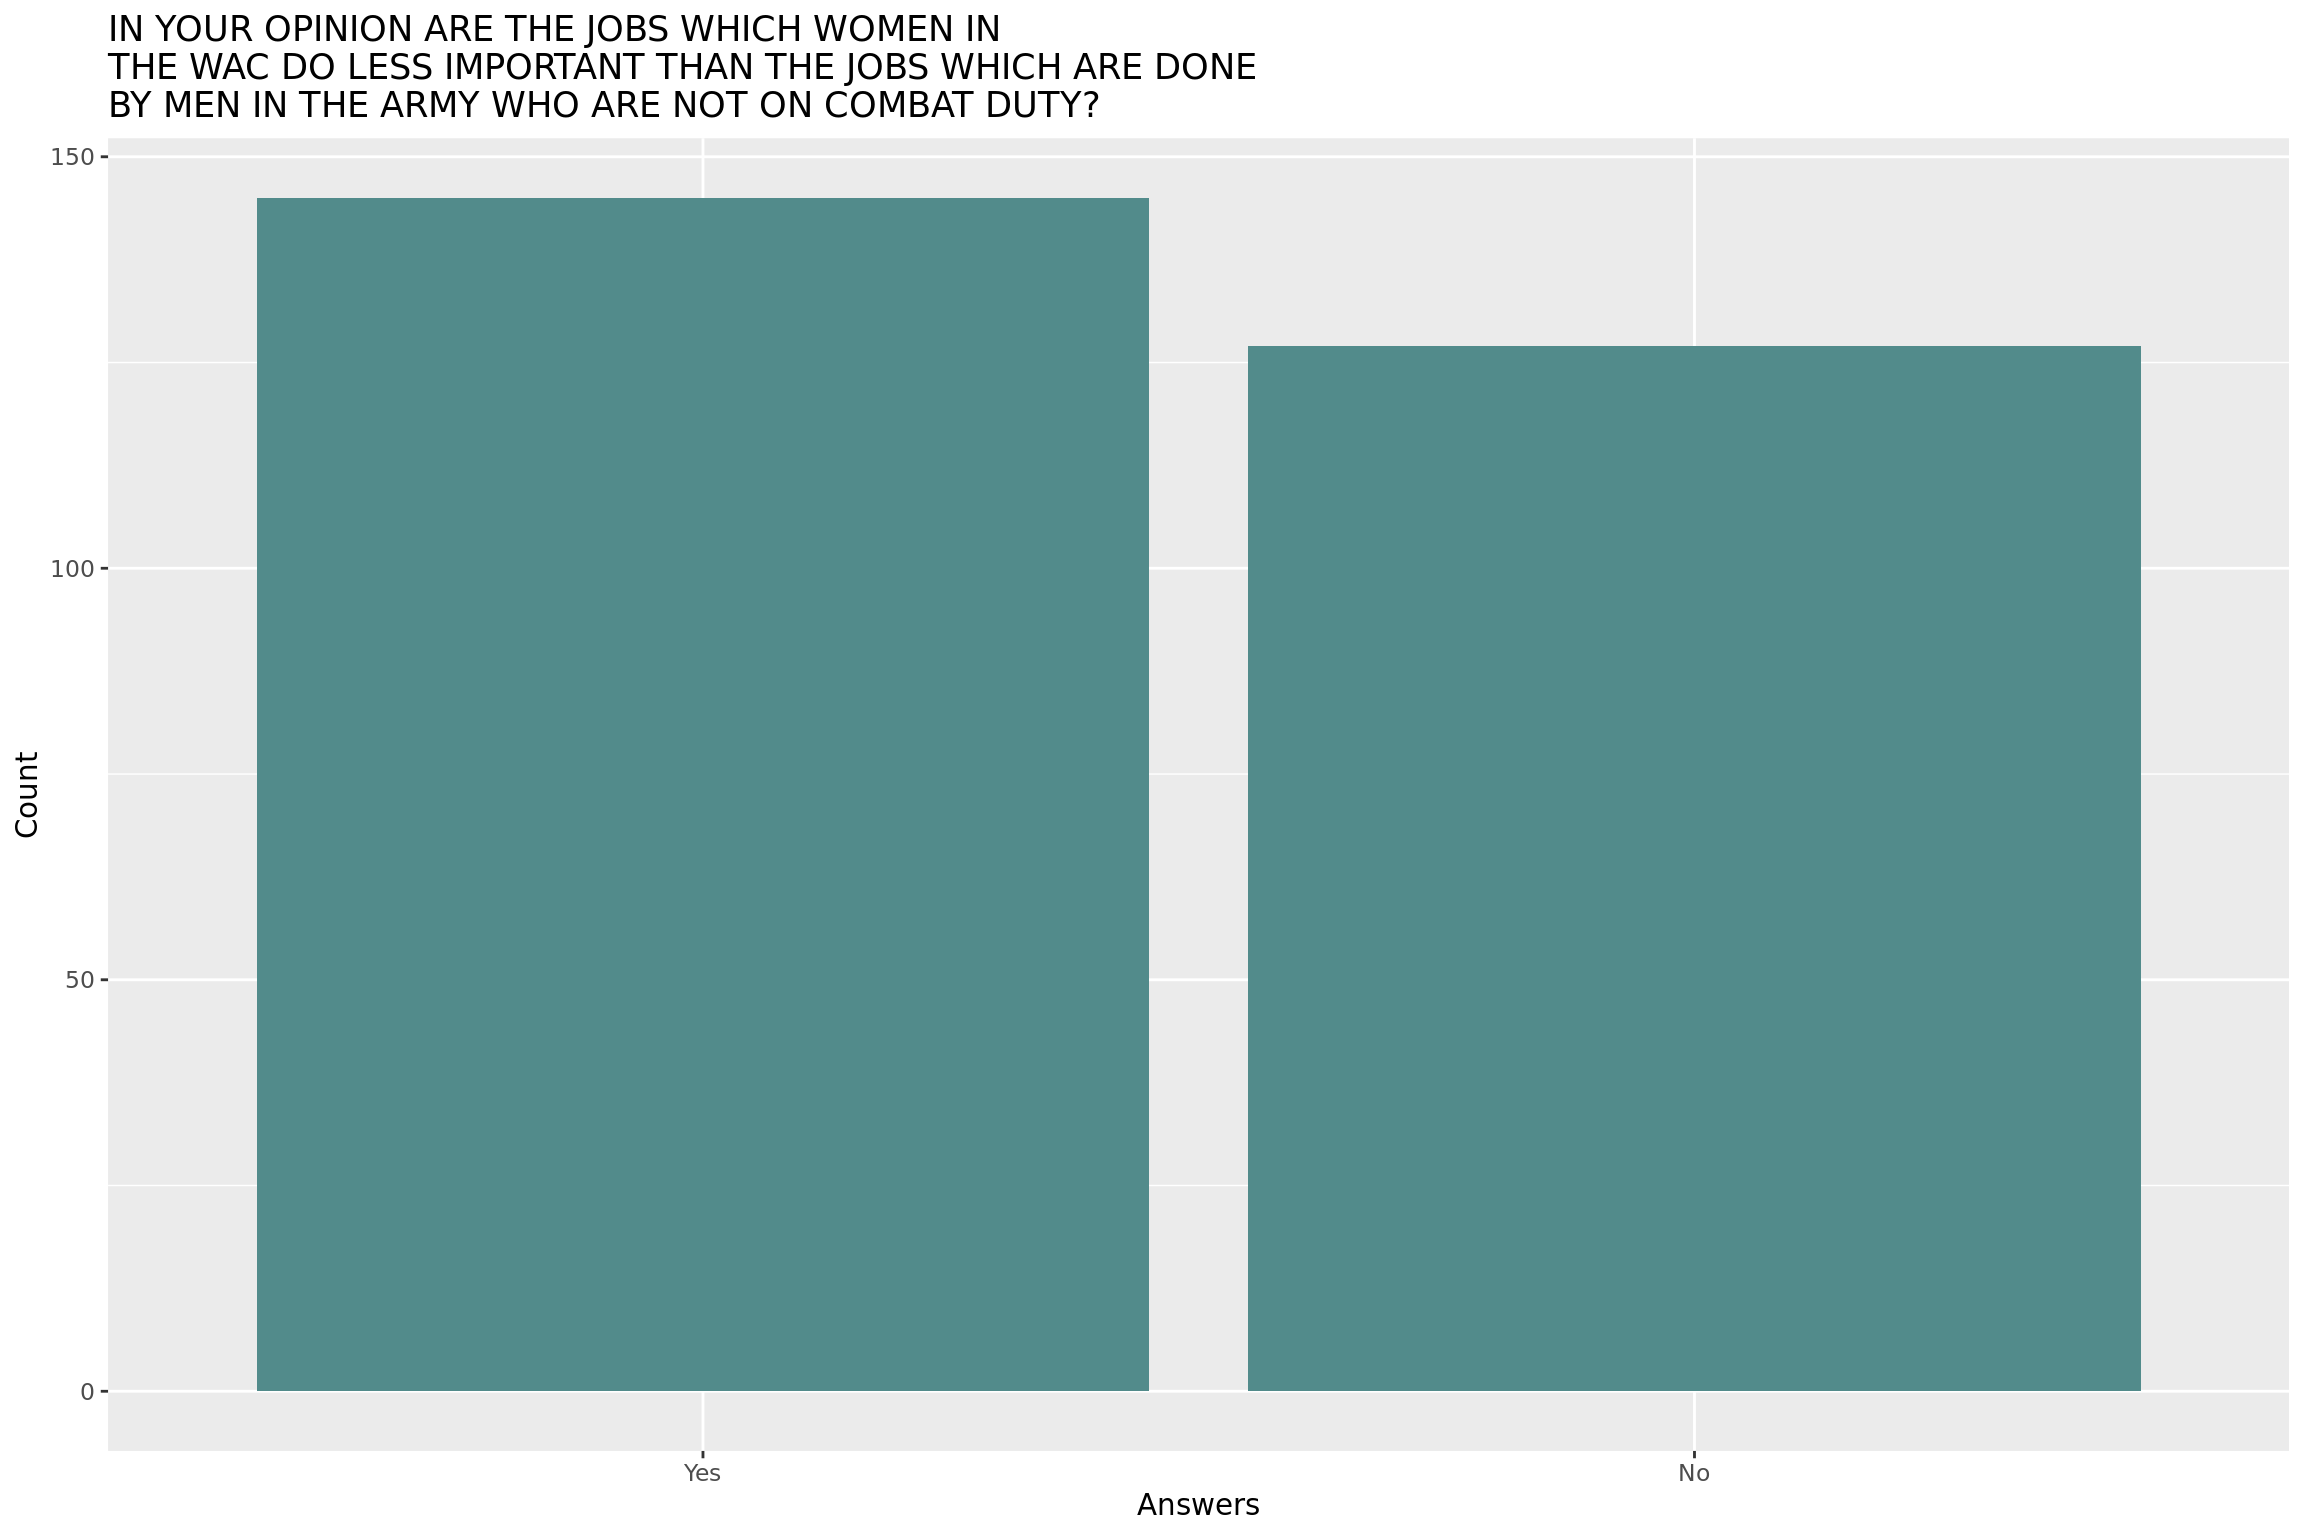 IN YOUR OPINION ARE THE JOBS WHICH WOMEN IN
THE WAC DO LESS IMPORTANT THAN THE JOBS WHICH ARE DONE
BY MEN IN THE ARMY WHO ARE NOT ON COMBAT DUTY?
150
100
50
0
Count
Yes
No
Answers